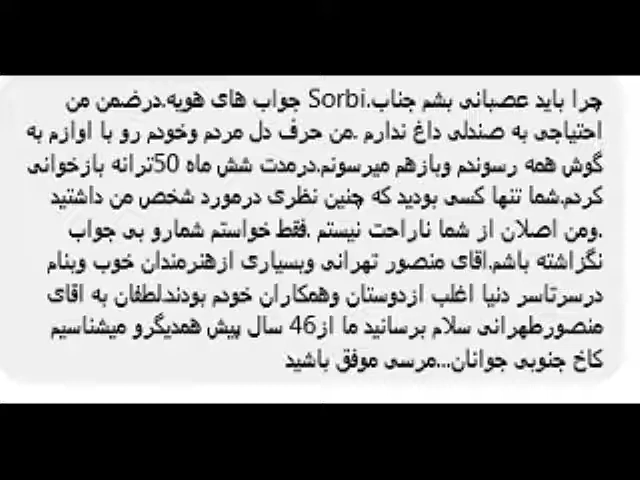 چرا باید عصبانی بشم جناب.Sorbi جواب های هویه.درضمن من
احتیاجی به صندلی داغ ندارم .من حرف دل مردم وخودم رو با اوازم به
گوش همه رسوندم وبازهم میرسونم.درمدت شش ماه 50ترانه بازخوانی
کردم.شما تنها کسی بودید که چنین نظری درمورد شخص من داشتید
.ومن اصلان از شما ناراحت نیستم .فقط خواستم شمارو بی جواب
نگزاشته باشم.اقای منصور تهرانی وبسیاری ازهنرمندان خوب وبنام
درسرتاسر دنیا اغلب ازدوستان وهمکاران خودم بودند.لطفان به اقای
منصورطهرانی سلام برسانید ما از46 سال پیش همدیگرو میشناسیم
کاخ جنوبی جوانان...مرسی موفق باشید